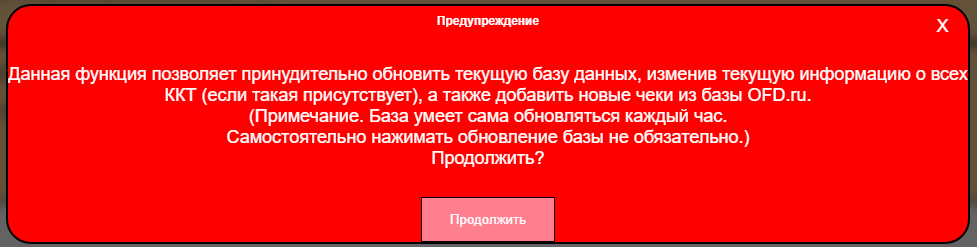 Предупреждение
X
Данная функция позволяет принудительно обновить текущую базу данных, изменив текущую информацию о всех
ККТ (если такая присутствует), а также добавить новые чеки из базы OFD.ru.
(Примечание. База умеет сама обновляться каждый час.
Самостоятельно нажимать обновление базы не обязательно.)
Продолжить?
Продолжить